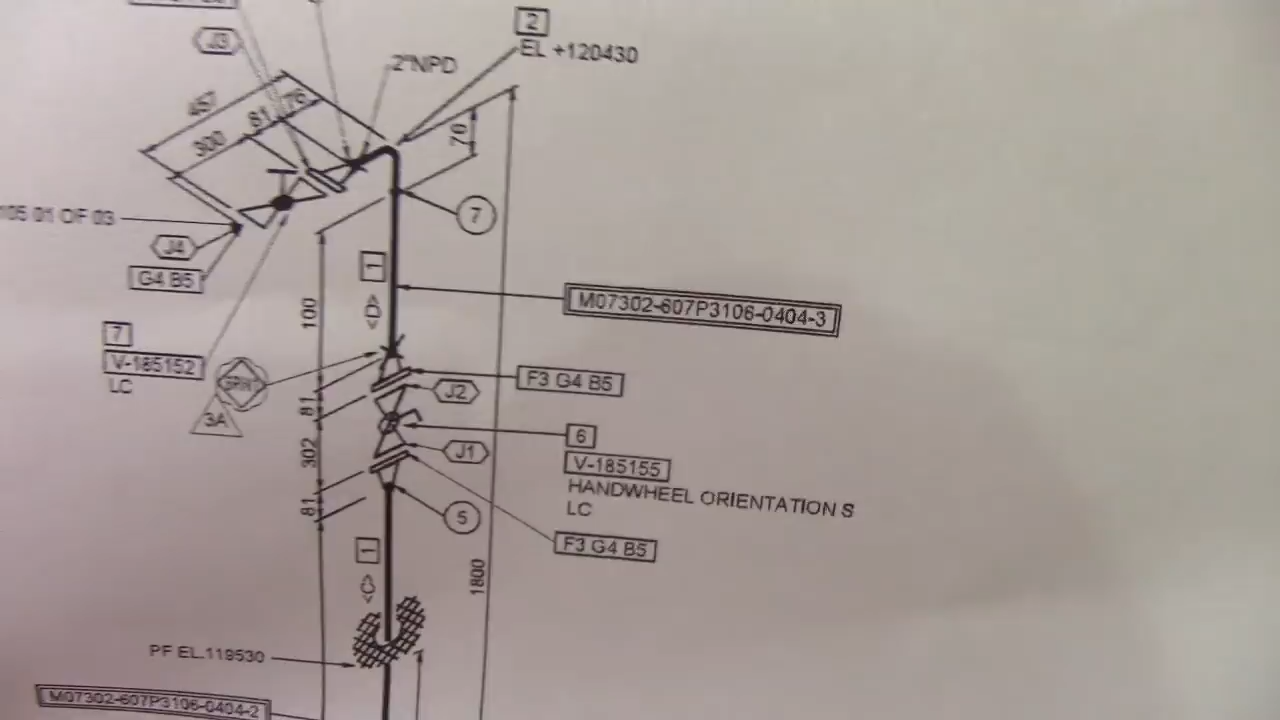 2
EL +120430
J3
2"NPD
457
76
81
300
70
7
105 01 OF 03
J4
G4 B5
1
M07302-607P3106-0404-3
100
7
V-185152
LC
3A
F3 G4 B5
J2
81
6
J1
302
V-185155
HANDWHEEL ORIENTATION S
LC
81
5
F3 G4 B5
1
1800
PF EL.119530
M07302-607P3106-0404-2